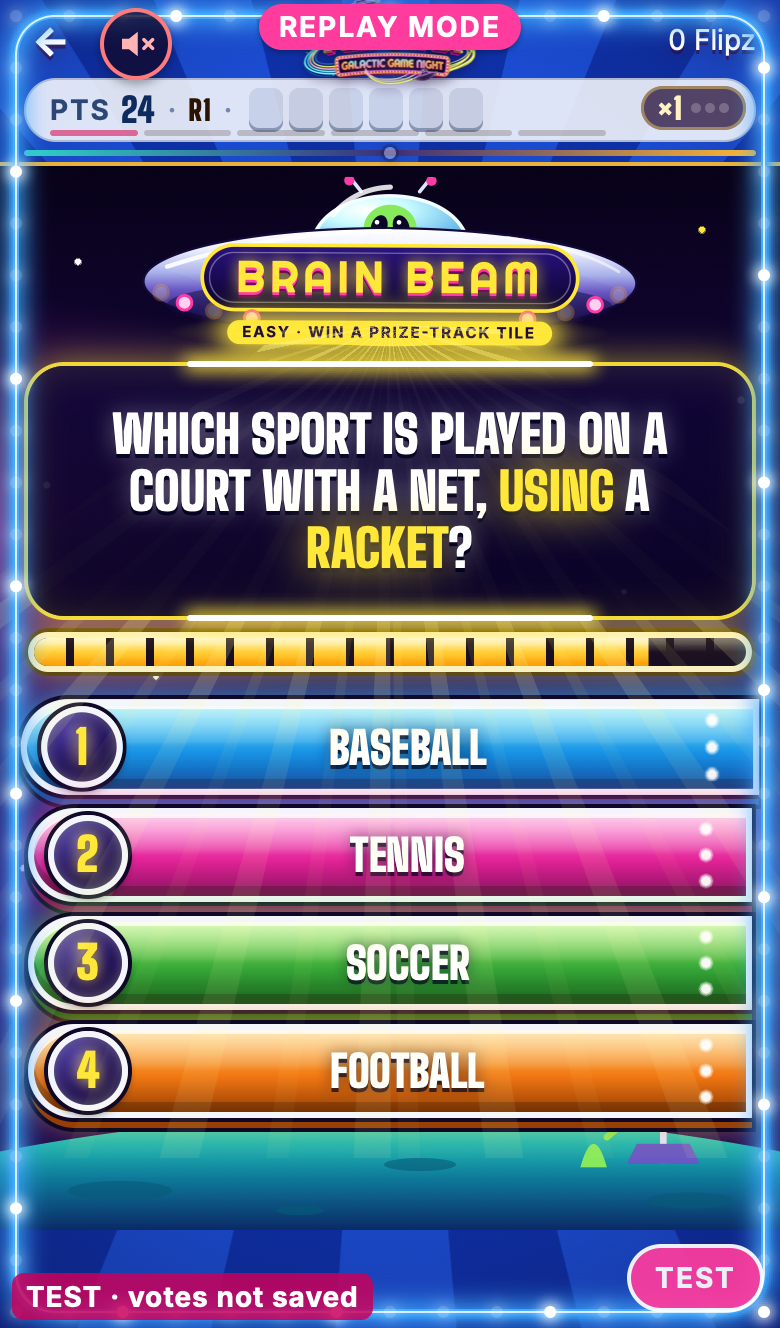 REPLAY MODE
0 Flipz
GALACTIC GAME NIGHT
PTS 24 · R1 ·
×1
BRAIN BEAM
EASY · WIN A PRIZE-TRACK TILE
WHICH SPORT IS PLAYED ON A
COURT WITH A NET, USING A
RACKET?
1 BASEBALL
2 TENNIS
3 SOCCER
4 FOOTBALL
TEST
TEST · votes not saved